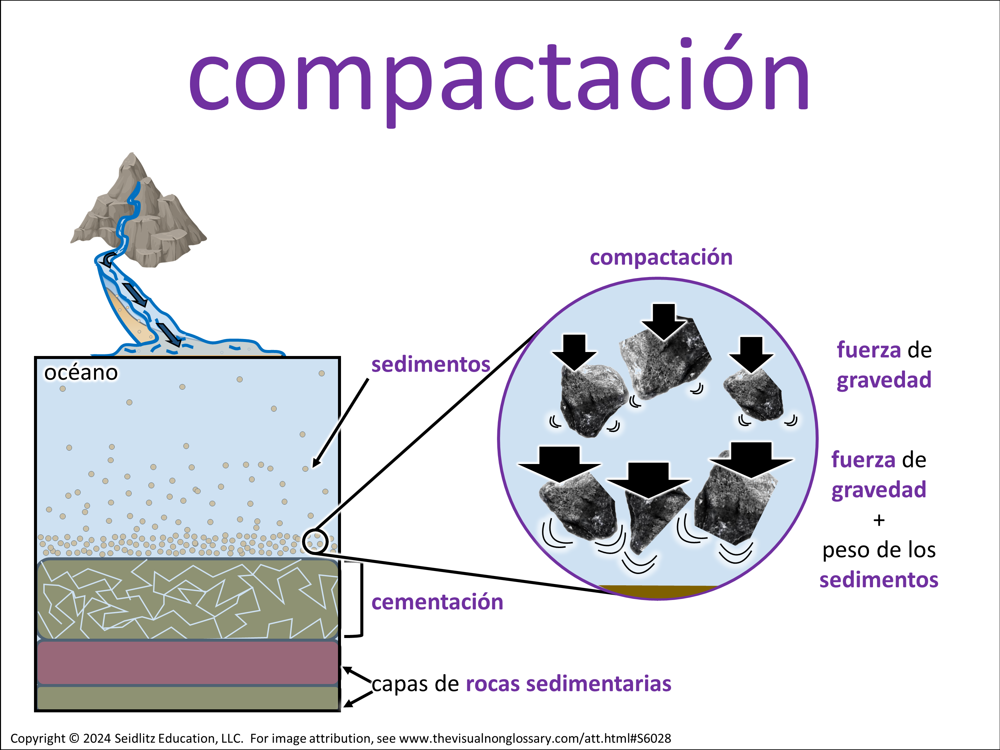 compactación
compactación
océano
sedimentos
fuerza de
gravedad
fuerza de
gravedad
+
peso de los
sedimentos
cementación
capas de rocas sedimentarias
Copyright © 2024 Seidlitz Education, LLC.  For image attribution, see www.thevisualnonglossary.com/att.html#S6028